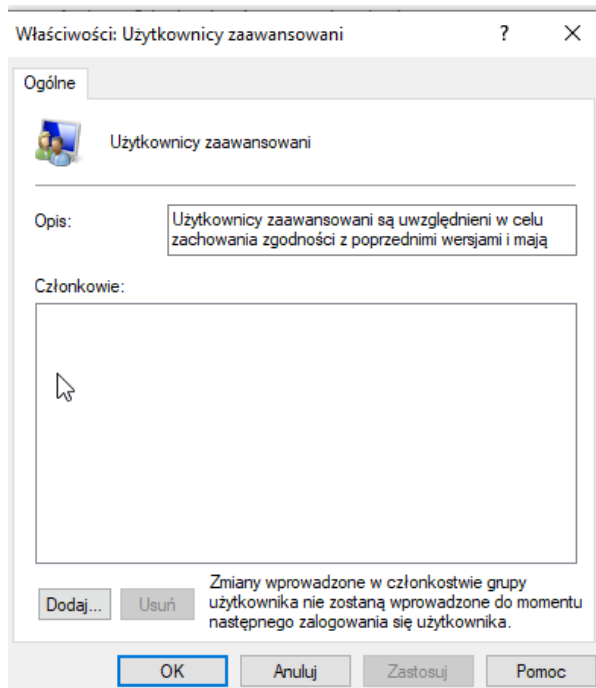 Właściwości: Użytkownicy zaawansowani
?
Ogólne
Użytkownicy zaawansowani
Opis:
Użytkownicy zaawansowani są uwzględnieni w celu
zachowania zgodności z poprzednimi wersjami i mają
Członkowie:
Dodaj...
Usuń
Zmiany wprowadzone w członkostwie grupy
użytkownika nie zostaną wprowadzone do momentu
następnego zalogowania się użytkownika.
OK
Anuluj
Zastosuj
Pomoc